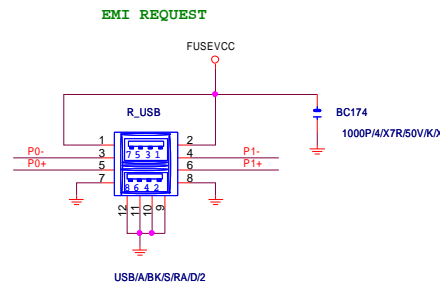 EMI REQUEST
FUSEVCC
R_USB
BC174
1000P/4/X7R/50V/K/X
1 2
P0- 3 4 P1-
P0+ 5 6 P1+
7 8
7 5 3 1
8 6 4 2
12 11 10 9
USB/A/BK/S/RA/D/2